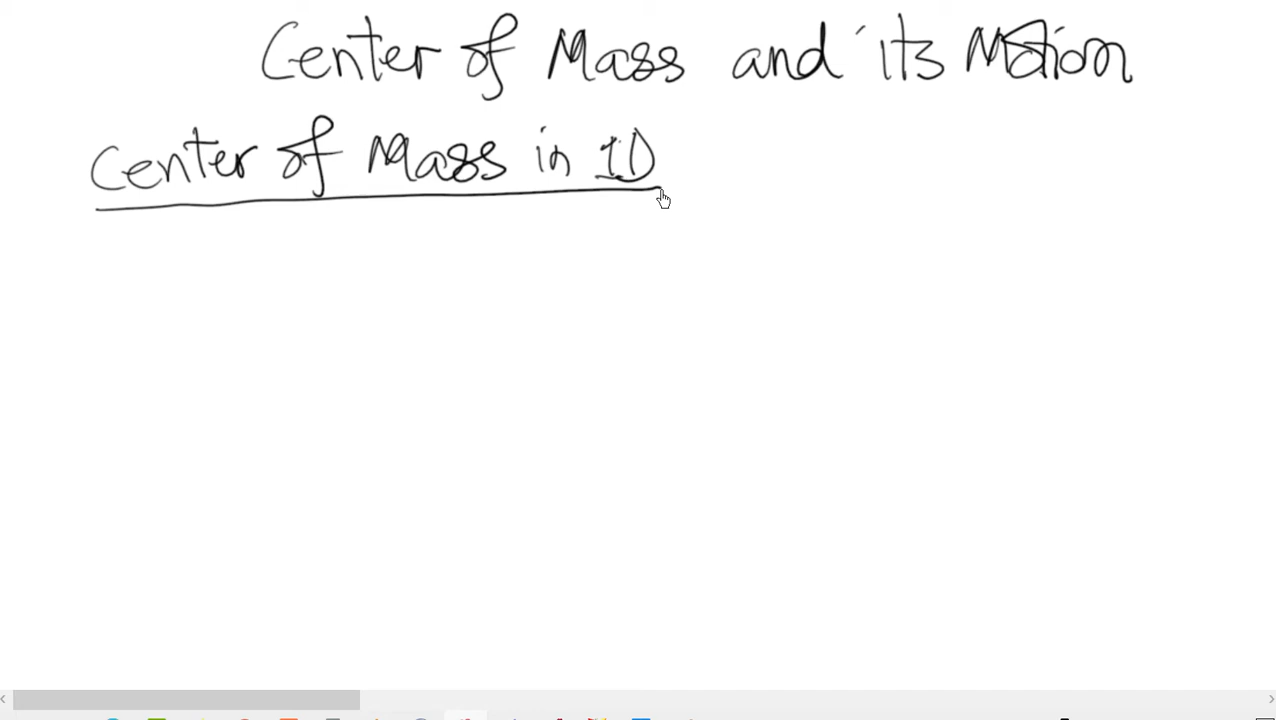 Center of Mass and its Motion
Center of Mass in 1D